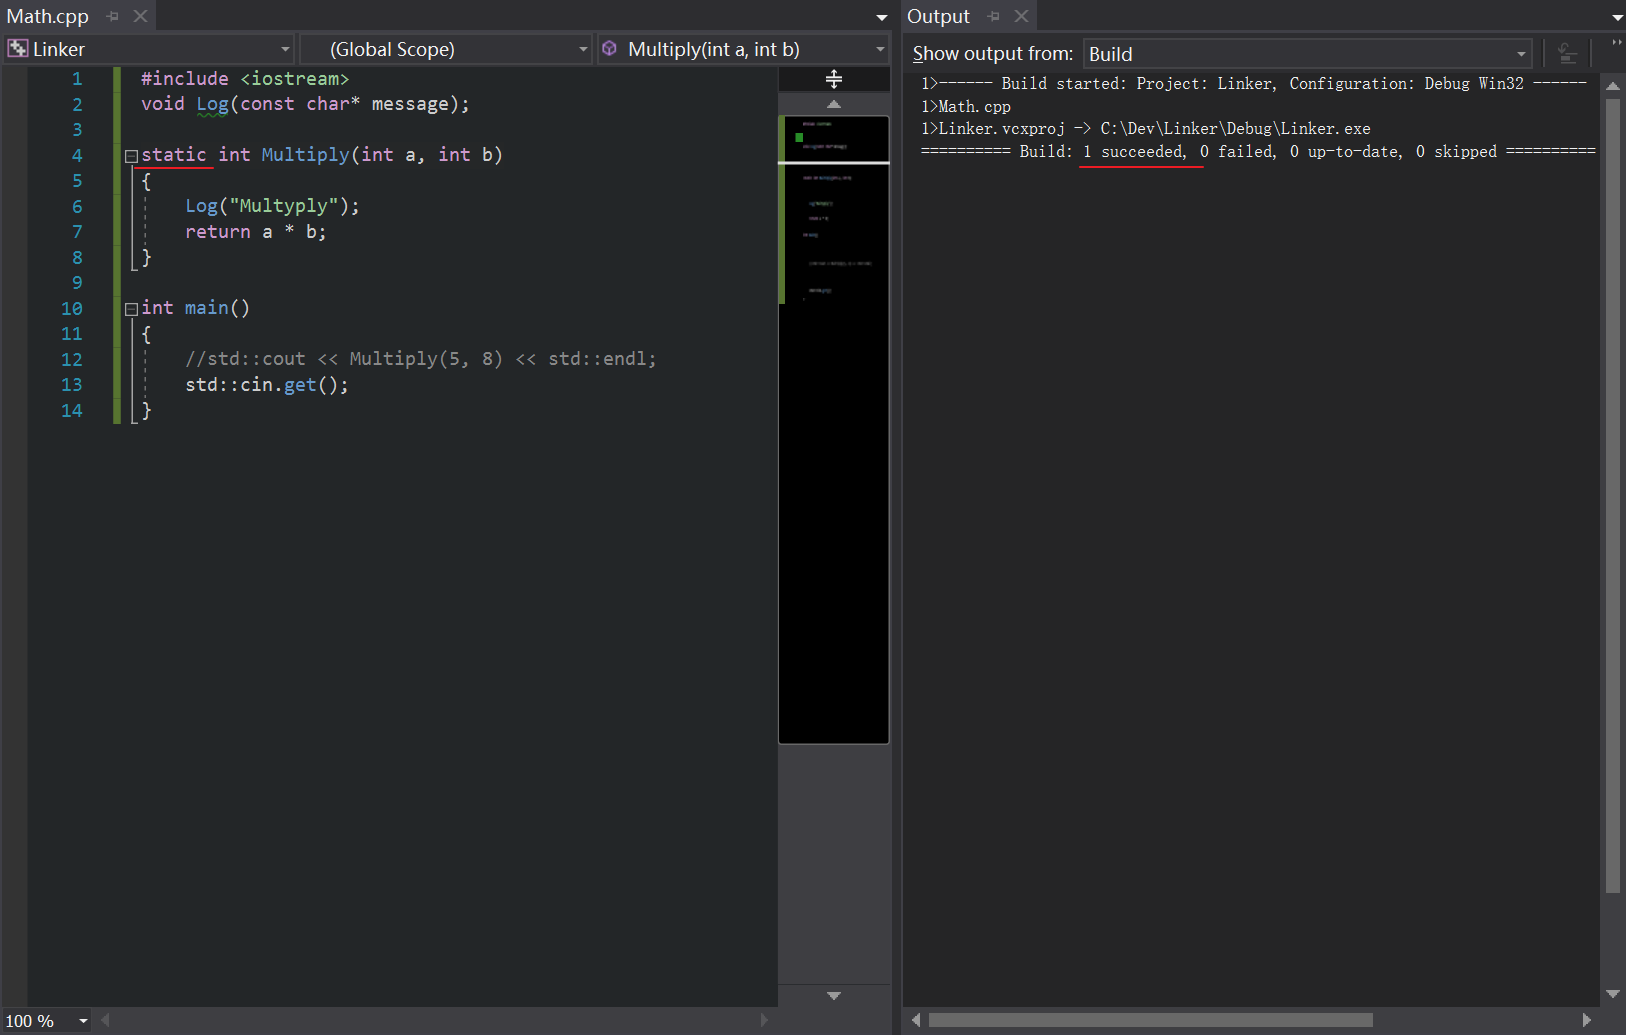 Math.cpp
Linker
(Global Scope)
Multiply(int a, int b)
1 #include <iostream>
2 void Log(const char* message);
3
4 static int Multiply(int a, int b)
5 {
6 Log("Multyply");
7 return a * b;
8 }
9
10 int main()
11 {
12 //std::cout << Multiply(5, 8) << std::endl;
13 std::cin.get();
14 }
100 %
Output
Show output from: Build
1>------ Build started: Project: Linker, Configuration: Debug Win32 ------
1>Math.cpp
1>Linker.vcxproj -> C:\Dev\Linker\Debug\Linker.exe
========== Build: 1 succeeded, 0 failed, 0 up-to-date, 0 skipped ==========